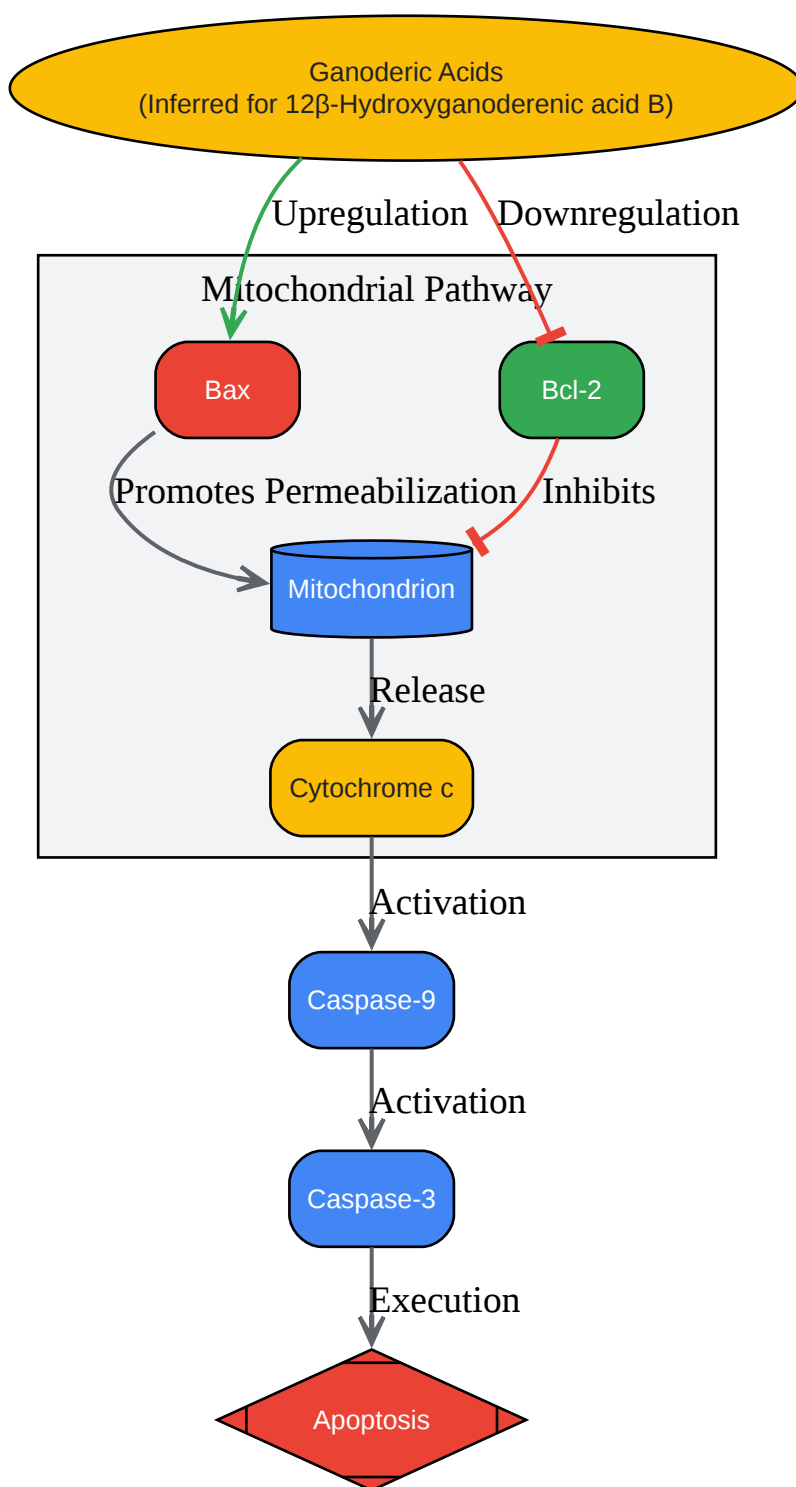 Ganoderic Acids
(Inferred for 12β-Hydroxyganoderenic acid B)
Upregulation
Downregulation
Mitochondrial Pathway
Bax
Bcl-2
Promotes Permeabilization
Inhibits
Mitochondrion
Release
Cytochrome c
Activation
Caspase-9
Activation
Caspase-3
Execution
Apoptosis